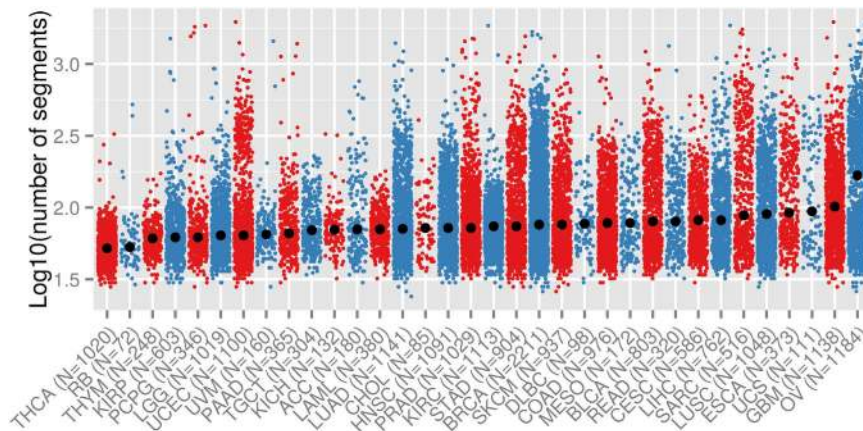 Log10(number of segments)
3.0
2.5
2.0
1.5
THCA (N=1020)
RB (N=72)
THYM (N=248)
KIRP (N=603)
PCPG (N=346)
LGG (N=1019)
UCEC (N=1100)
UVM (N=160)
PAAD (N=365)
TGCT (N=304)
KICH (N=132)
ACC (N=180)
LAML (N=380)
LUAD (N=1141)
CHOL (N=85)
HNSC (N=1091)
PRAD (N=1029)
KIRC (N=1113)
STAD (N=904)
BRCA (N=2211)
SKCM (N=937)
DLBC (N=98)
COAD (N=976)
MESO (N=172)
BLCA (N=803)
READ (N=320)
CESC (N=586)
LIHC (N=762)
SARC (N=516)
LUSC (N=1048)
ESCA (N=373)
UCS (N=111)
GBM (N=1138)
OV (N=1184)